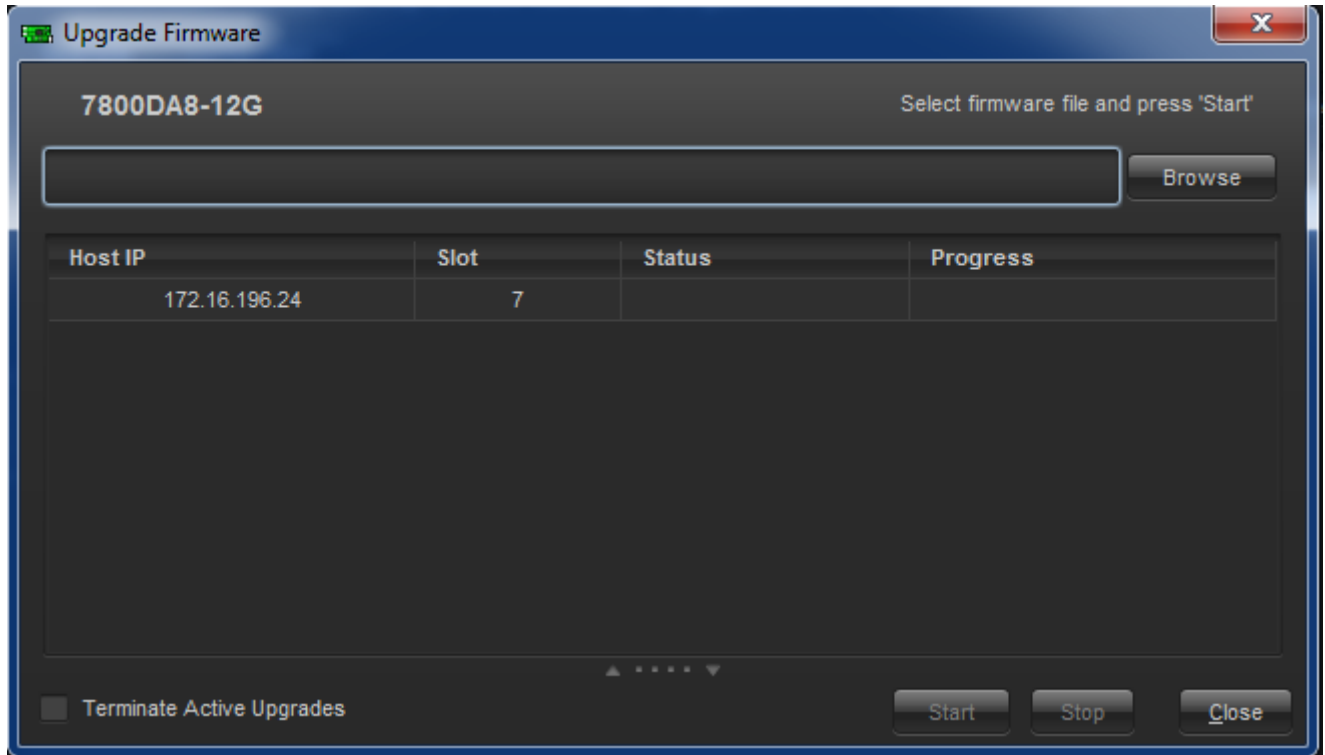 Upgrade Firmware
X
7800DA8-12G Select firmware file and press 'Start'
Browse
Host IP Slot Status Progress
172.16.196.24 7
Terminate Active Upgrades Start Stop Close